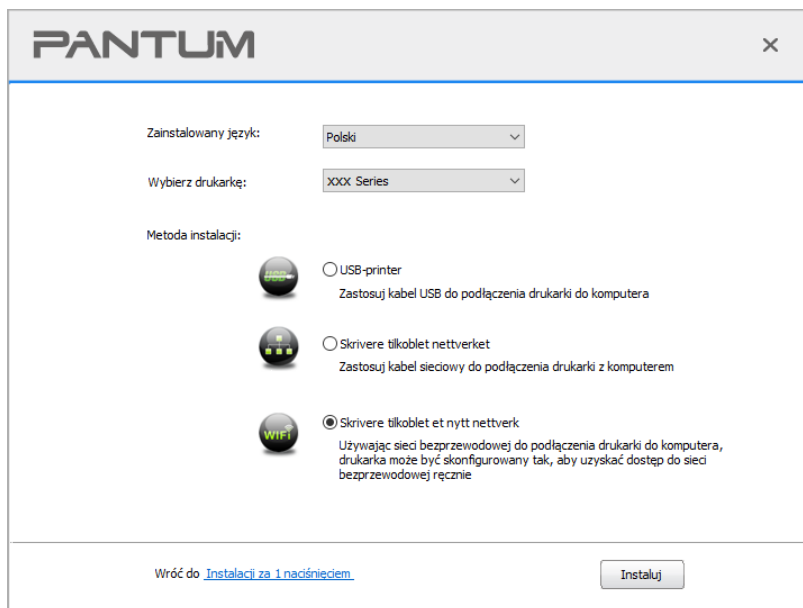 PANTUM
Zainstalowany język:
Polski
Wybierz drukarkę:
XXX Series
Metoda instalacji:
USB
USB-printer
Zastosuj kabel USB do podłączenia drukarki do komputera
Skrivere tilkoblet nettverket
Zastosuj kabel sieciowy do podłączenia drukarki z komputerem
WiFi
Skrivere tilkoblet et nytt nettverk
Używając sieci bezprzewodowej do podłączenia drukarki do komputera,
drukarka może być skonfigurowany tak, aby uzyskać dostęp do sieci
bezprzewodowej ręcznie
Wróć do Instalacji za 1 naciśnięciem
Instaluj